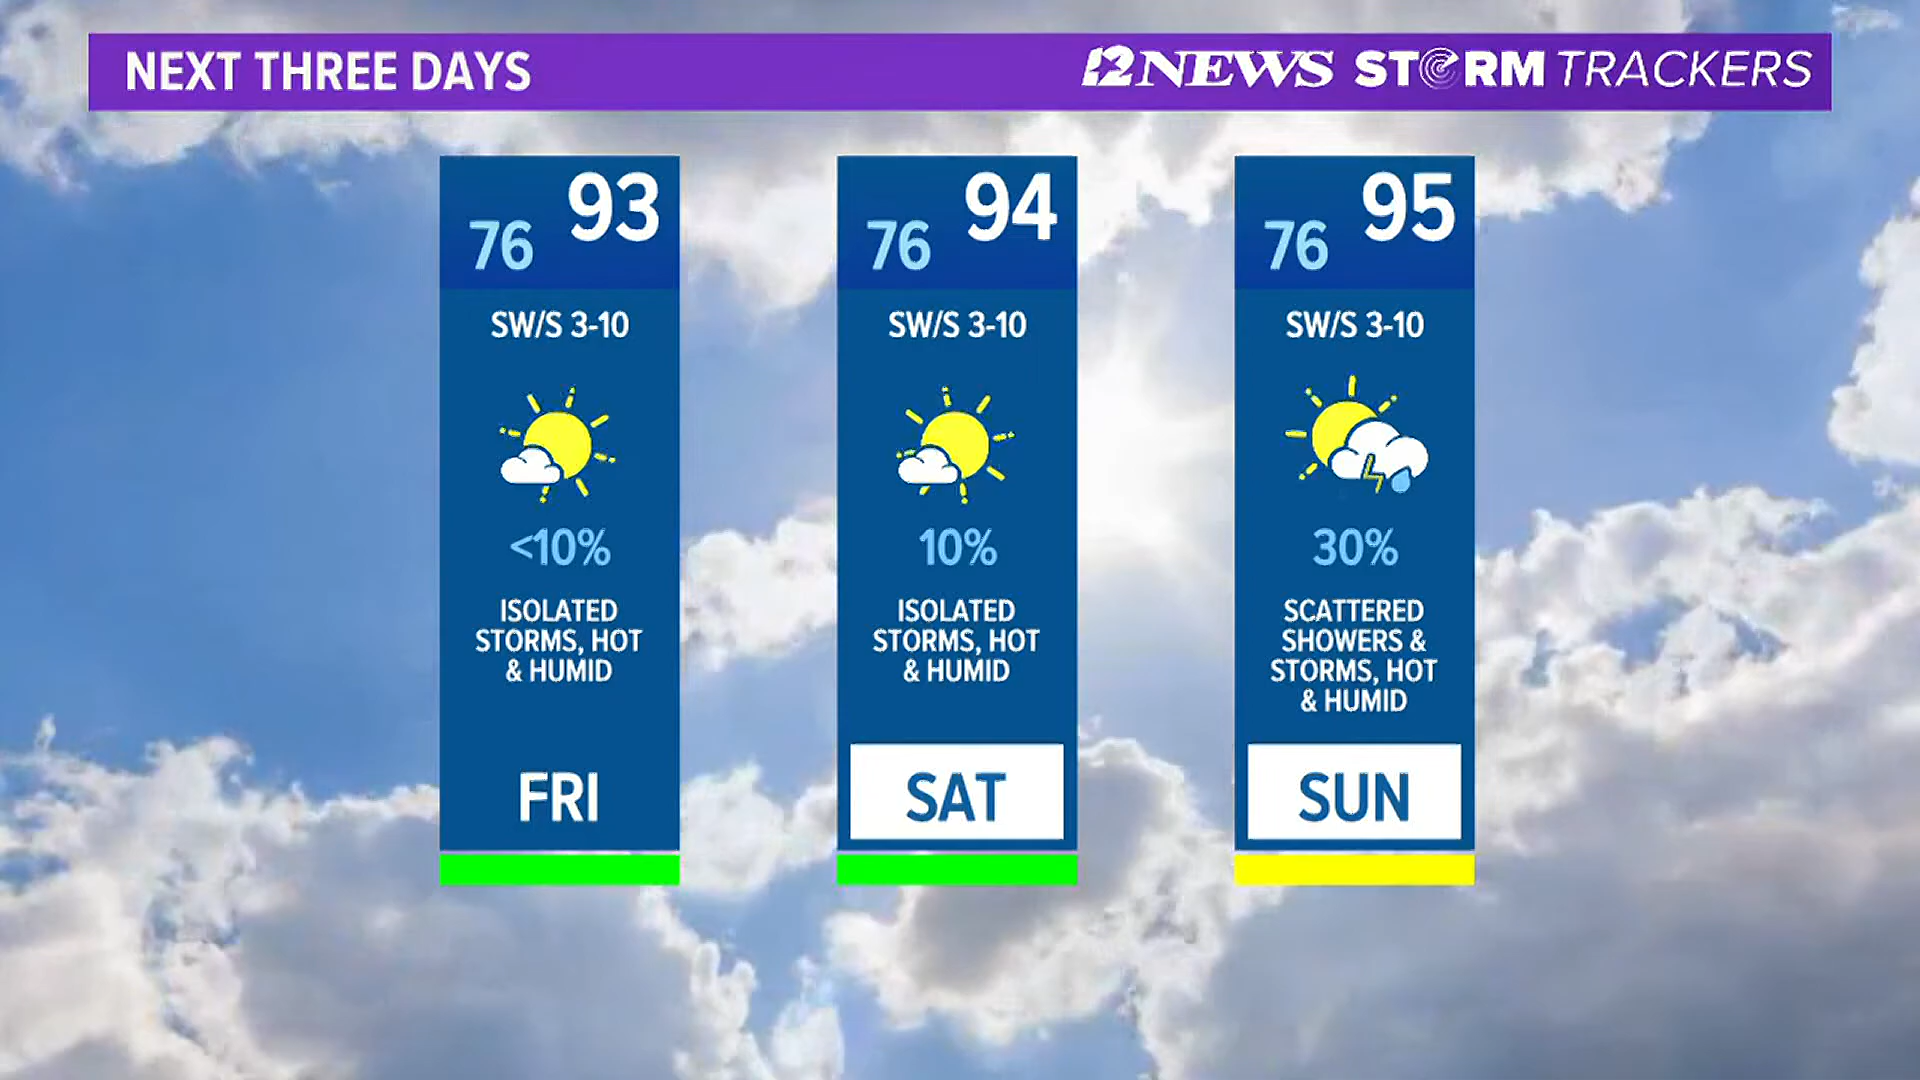 NEXT THREE DAYS
12NEWS STORM TRACKERS
76 93
SW/S 3-10
<10%
ISOLATED
STORMS, HOT
& HUMID
FRI
76 94
SW/S 3-10
10%
ISOLATED
STORMS, HOT
& HUMID
SAT
76 95
SW/S 3-10
30%
SCATTERED
SHOWERS &
STORMS, HOT
& HUMID
SUN